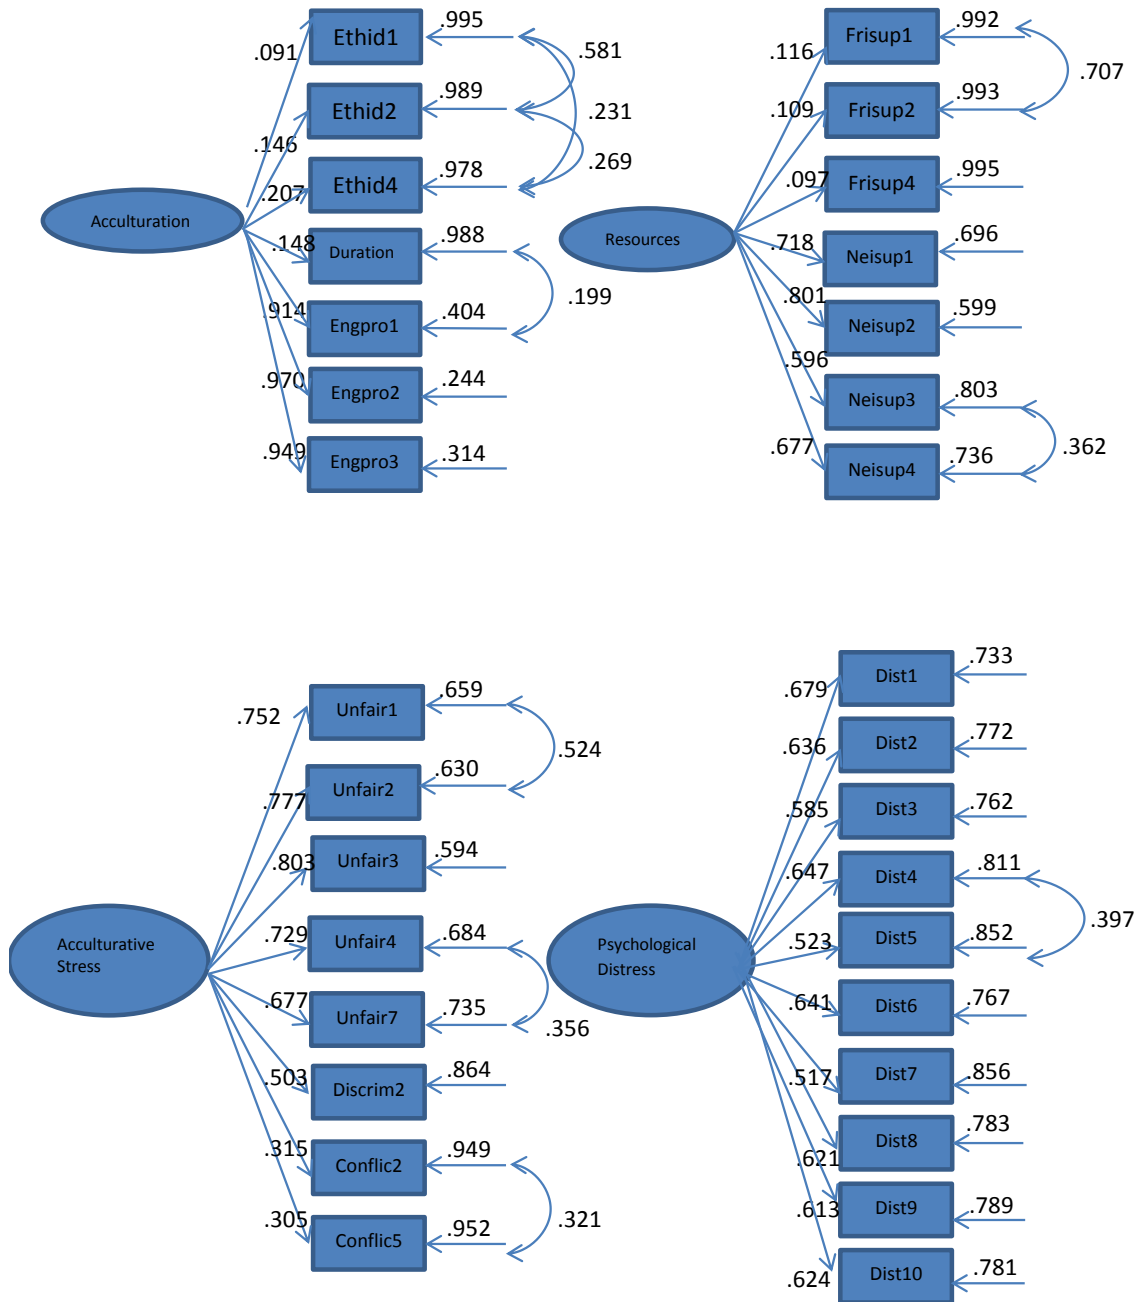 .091
.146
.207
.148
.914
.970
.949
Acculturation
Ethid1
Ethid2
Ethid4
Duration
Engpro1
Engpro2
Engpro3
.995
.989
.978
.988
.404
.244
.314
.581
.231
.269
.199
.116
.109
.097
.718
.801
.596
.677
Resources
Frisup1
Frisup2
Frisup4
Neisup1
Neisup2
Neisup3
Neisup4
.992
.993
.995
.696
.599
.803
.736
.707
.362
.752
.777
.803
.729
.677
.503
.315
.305
Acculturative
Stress
Unfair1
Unfair2
Unfair3
Unfair4
Unfair7
Discrim2
Conflic2
Conflic5
.659
.630
.594
.684
.735
.864
.949
.952
.524
.356
.321
.679
.636
.585
.647
.523
.641
.517
.621
.613
.624
Psychological
Distress
Dist1
Dist2
Dist3
Dist4
Dist5
Dist6
Dist7
Dist8
Dist9
Dist10
.733
.772
.762
.811
.852
.767
.856
.783
.789
.781
.397